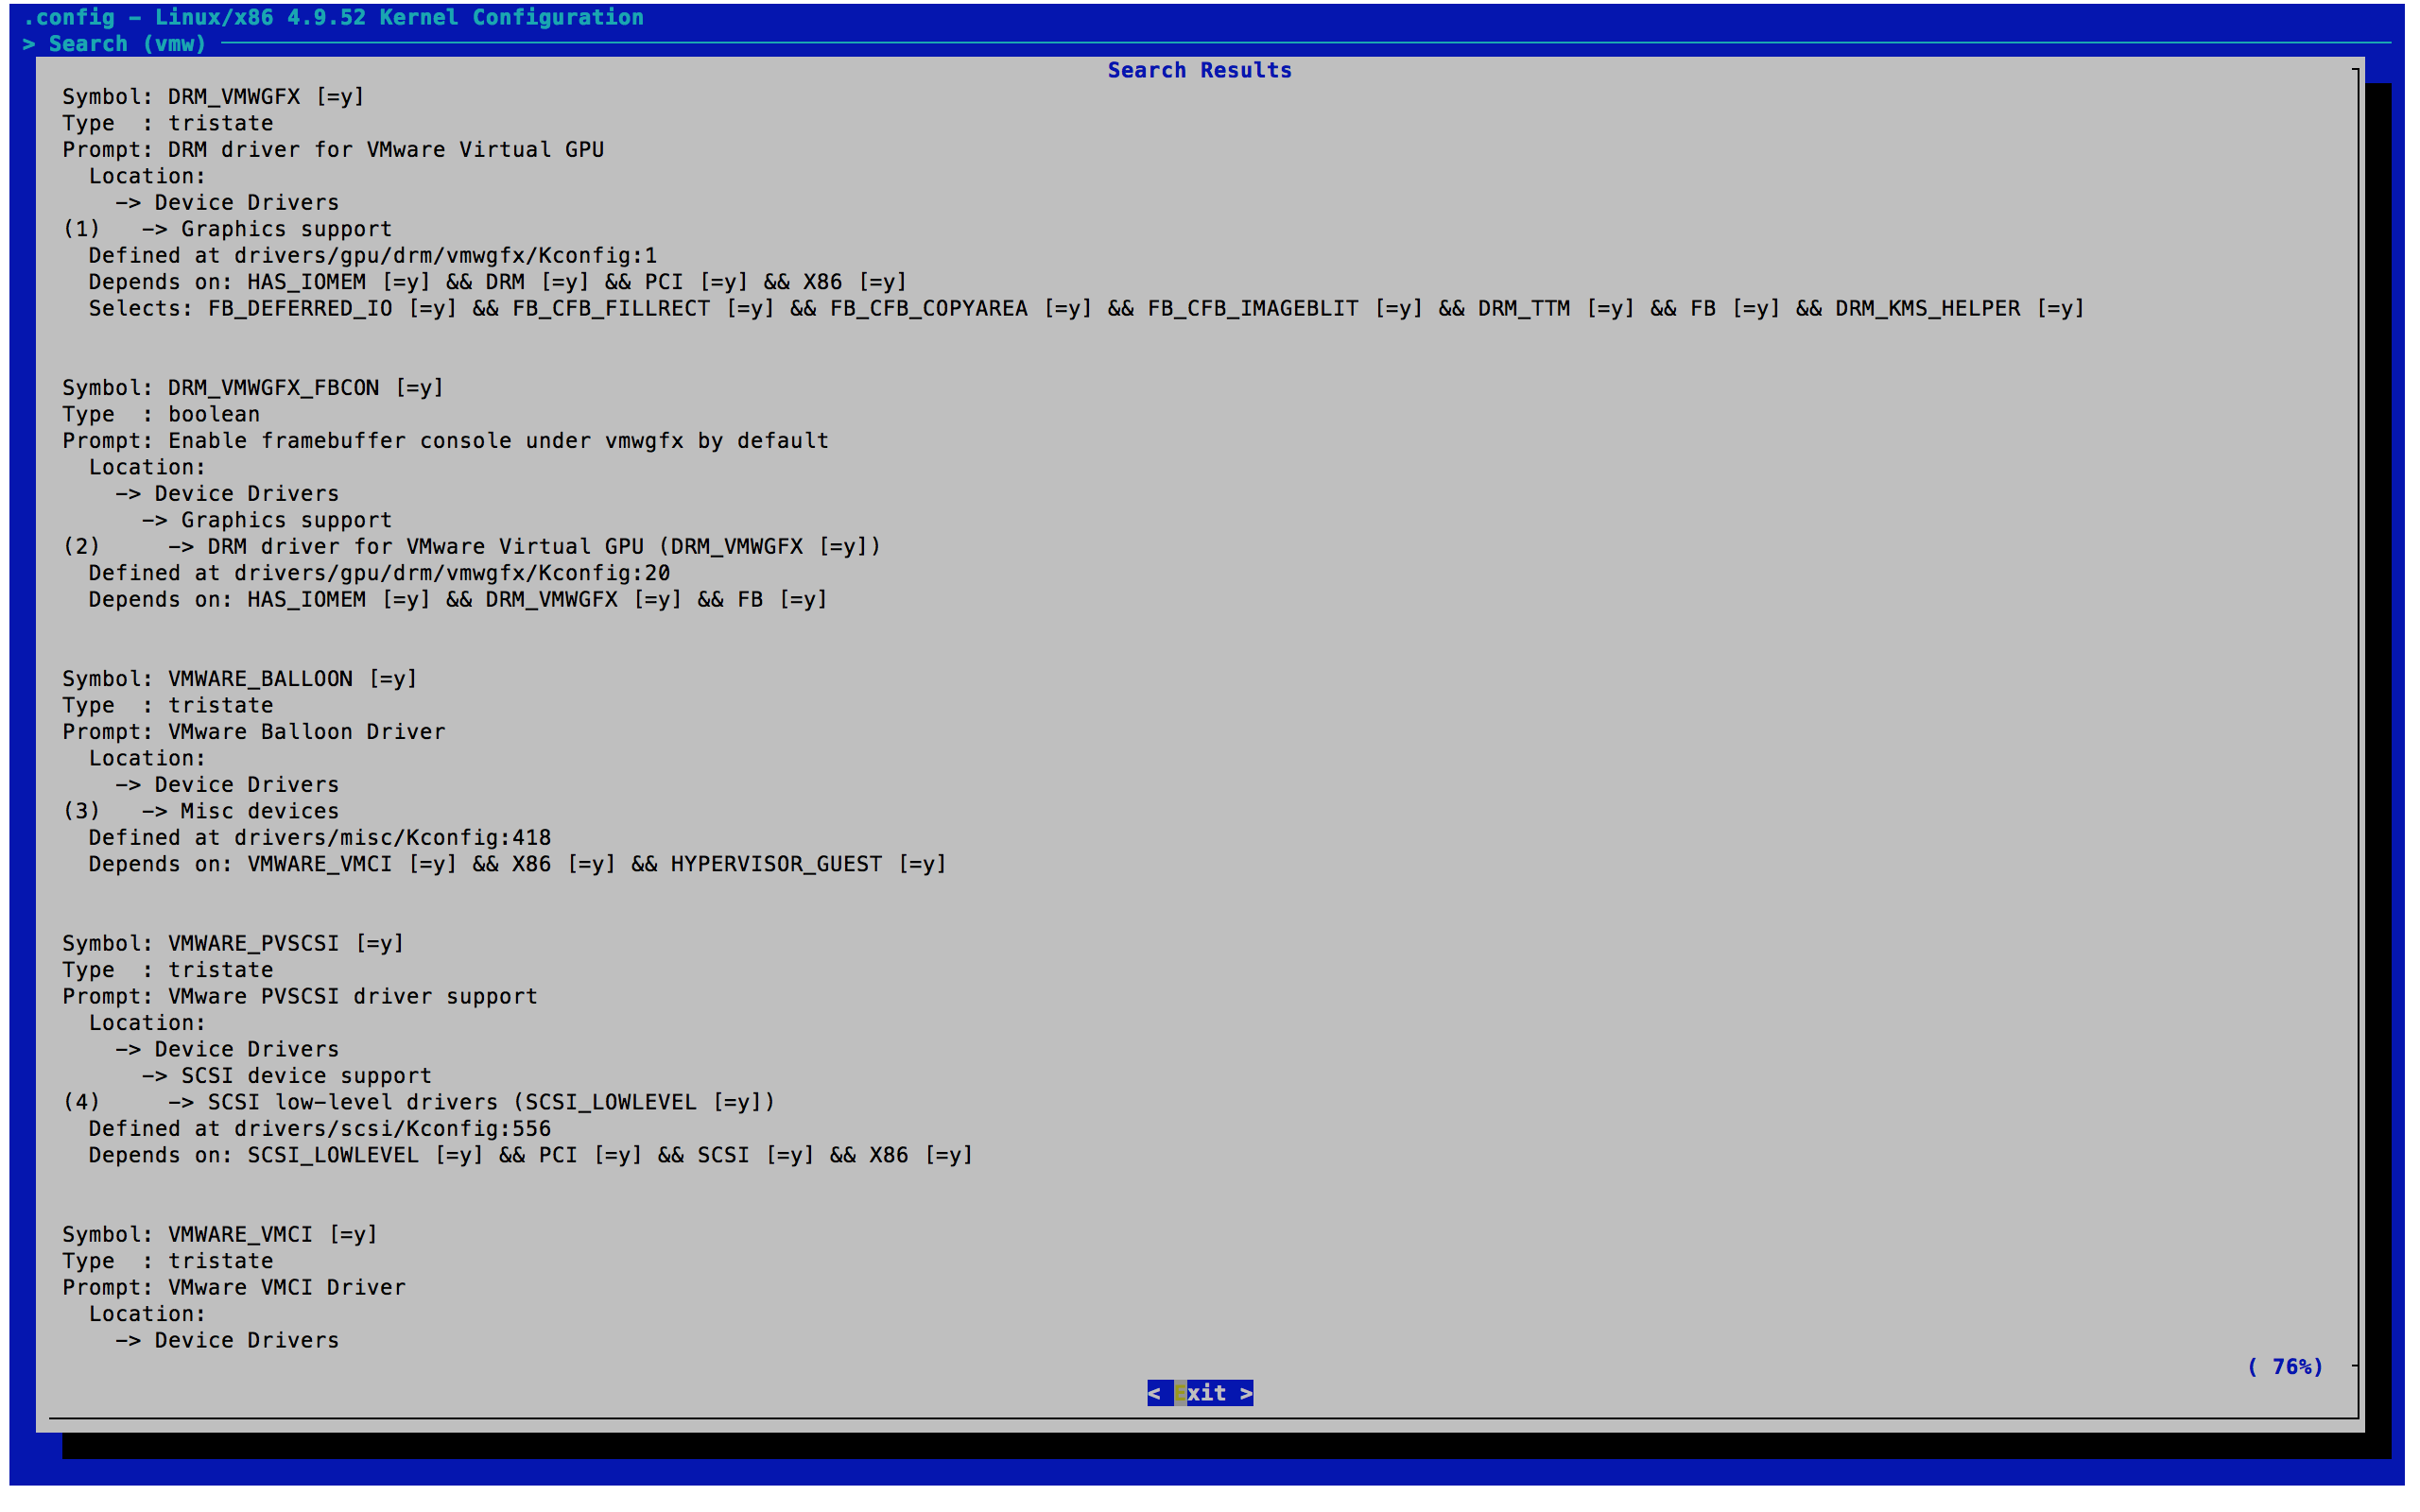 .config - Linux/x86 4.9.52 Kernel Configuration
> Search (vmw)
Search Results
Symbol: DRM_VMWGFX [=y]
Type  : tristate
Prompt: DRM driver for VMware Virtual GPU
  Location:
    -> Device Drivers
(1)   -> Graphics support
  Defined at drivers/gpu/drm/vmwgfx/Kconfig:1
  Depends on: HAS_IOMEM [=y] && DRM [=y] && PCI [=y] && X86 [=y]
  Selects: FB_DEFERRED_IO [=y] && FB_CFB_FILLRECT [=y] && FB_CFB_COPYAREA [=y] && FB_CFB_IMAGEBLIT [=y] && DRM_TTM [=y] && FB [=y] && DRM_KMS_HELPER [=y]
Symbol: DRM_VMWGFX_FBCON [=y]
Type  : boolean
Prompt: Enable framebuffer console under vmwgfx by default
  Location:
    -> Device Drivers
      -> Graphics support
(2)     -> DRM driver for VMware Virtual GPU (DRM_VMWGFX [=y])
  Defined at drivers/gpu/drm/vmwgfx/Kconfig:20
  Depends on: HAS_IOMEM [=y] && DRM_VMWGFX [=y] && FB [=y]
Symbol: VMWARE_BALLOON [=y]
Type  : tristate
Prompt: VMware Balloon Driver
  Location:
    -> Device Drivers
(3)   -> Misc devices
  Defined at drivers/misc/Kconfig:418
  Depends on: VMWARE_VMCI [=y] && X86 [=y] && HYPERVISOR_GUEST [=y]
Symbol: VMWARE_PVSCSI [=y]
Type  : tristate
Prompt: VMware PVSCSI driver support
  Location:
    -> Device Drivers
      -> SCSI device support
(4)     -> SCSI low-level drivers (SCSI_LOWLEVEL [=y])
  Defined at drivers/scsi/Kconfig:556
  Depends on: SCSI_LOWLEVEL [=y] && PCI [=y] && SCSI [=y] && X86 [=y]
Symbol: VMWARE_VMCI [=y]
Type  : tristate
Prompt: VMware VMCI Driver
  Location:
    -> Device Drivers
( 76%)
< Exit >